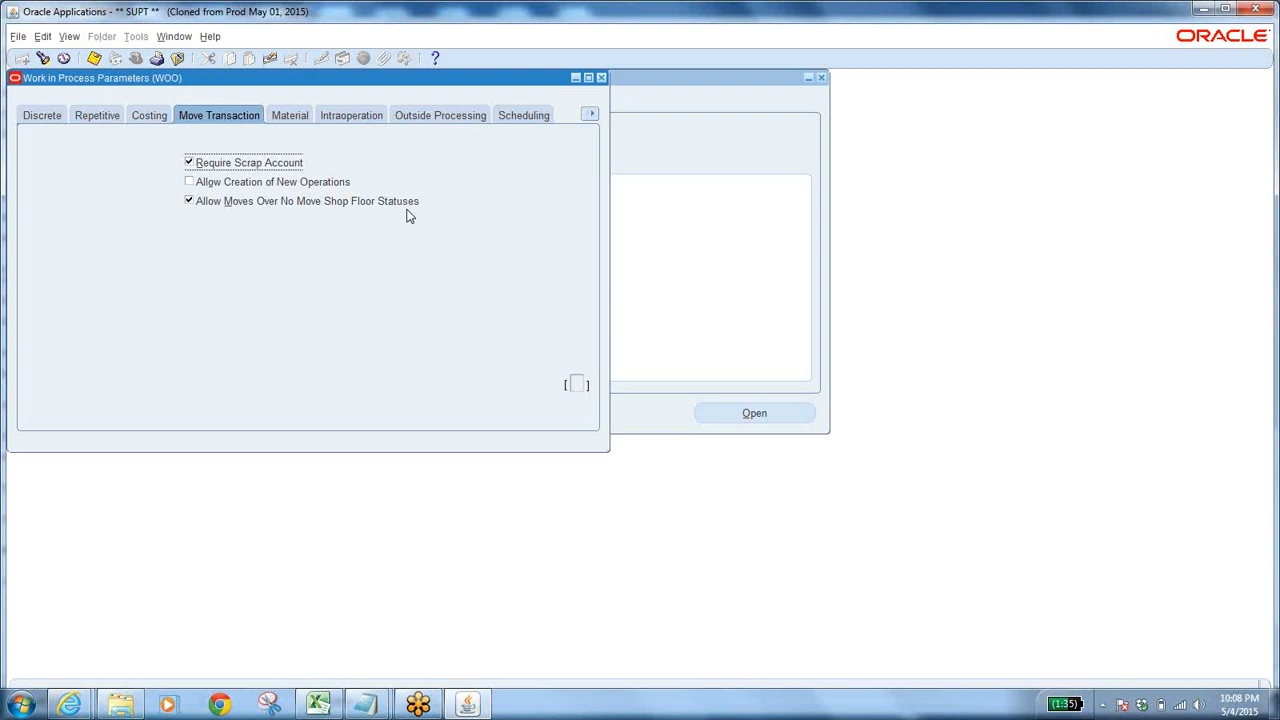 Oracle Applications - ** SUPT ** (Cloned from Prod May 01, 2015)
File Edit View Folder Tools Window Help
ORACLE
Work in Process Parameters (WOO)
Discrete Repetitive Costing Move Transaction Material Intraoperation Outside Processing Scheduling
Require Scrap Account
Allow Creation of New Operations
Allow Moves Over No Move Shop Floor Statuses
[ ]
Open
(1:35)
10:08 PM
5/4/2015